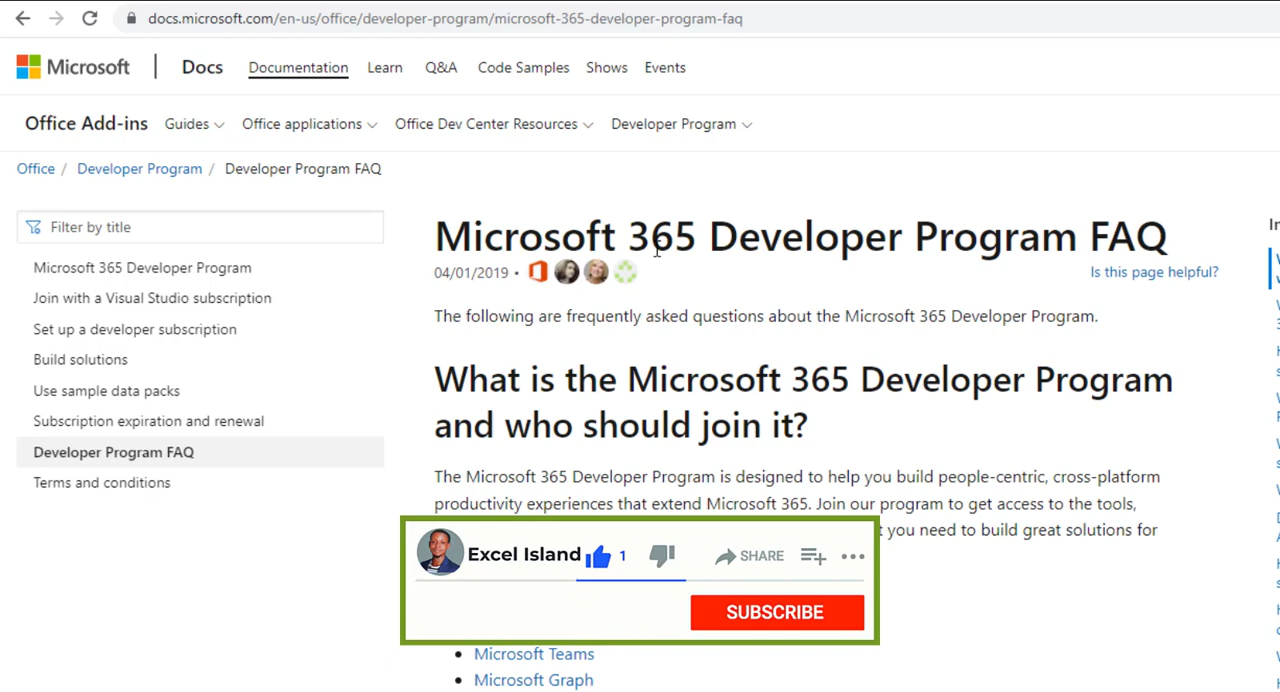 docs.microsoft.com/en-us/office/developer-program/microsoft-365-developer-program-faq
Microsoft Docs Documentation Learn Q&A Code Samples Shows Events
Office Add-ins Guides Office applications Office Dev Center Resources Developer Program
Office / Developer Program / Developer Program FAQ
Filter by title
Microsoft 365 Developer Program
Join with a Visual Studio subscription
Set up a developer subscription
Build solutions
Use sample data packs
Subscription expiration and renewal
Developer Program FAQ
Terms and conditions
Microsoft 365 Developer Program FAQ
04/01/2019 •
Is this page helpful?
The following are frequently asked questions about the Microsoft 365 Developer Program.
What is the Microsoft 365 Developer Program
and who should join it?
The Microsoft 365 Developer Program is designed to help you build people-centric, cross-platform
productivity experiences that extend Microsoft 365. Join our program to get access to the tools,
you need to build great solutions for
Excel Island 1 SHARE
SUBSCRIBE
• Microsoft Teams
• Microsoft Graph